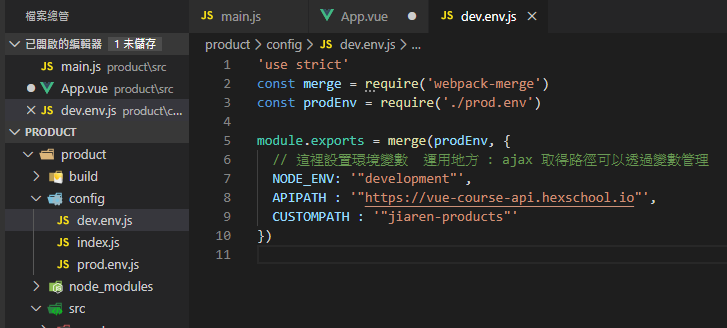 檔案總管
已開啟的編輯器 1 未儲存
JS main.js product\src
App.vue product\src
JS dev.env.js product\c...
PRODUCT
product
build
config
JS dev.env.js
JS index.js
JS prod.env.js
node_modules
src
JS main.js
App.vue
JS dev.env.js
product > config > JS dev.env.js > ...
1 'use strict'
2 const merge = require('webpack-merge')
3 const prodEnv = require('./prod.env')
4
5 module.exports = merge(prodEnv, {
6 // 這裡設置環境變數 運用地方 : ajax 取得路徑可以透過變數管理
7 NODE_ENV: '"development"',
8 APIPATH : '"https://vue-course-api.hexschool.io"',
9 CUSTOMPATH : '"jiaren-products"'
10 })
11